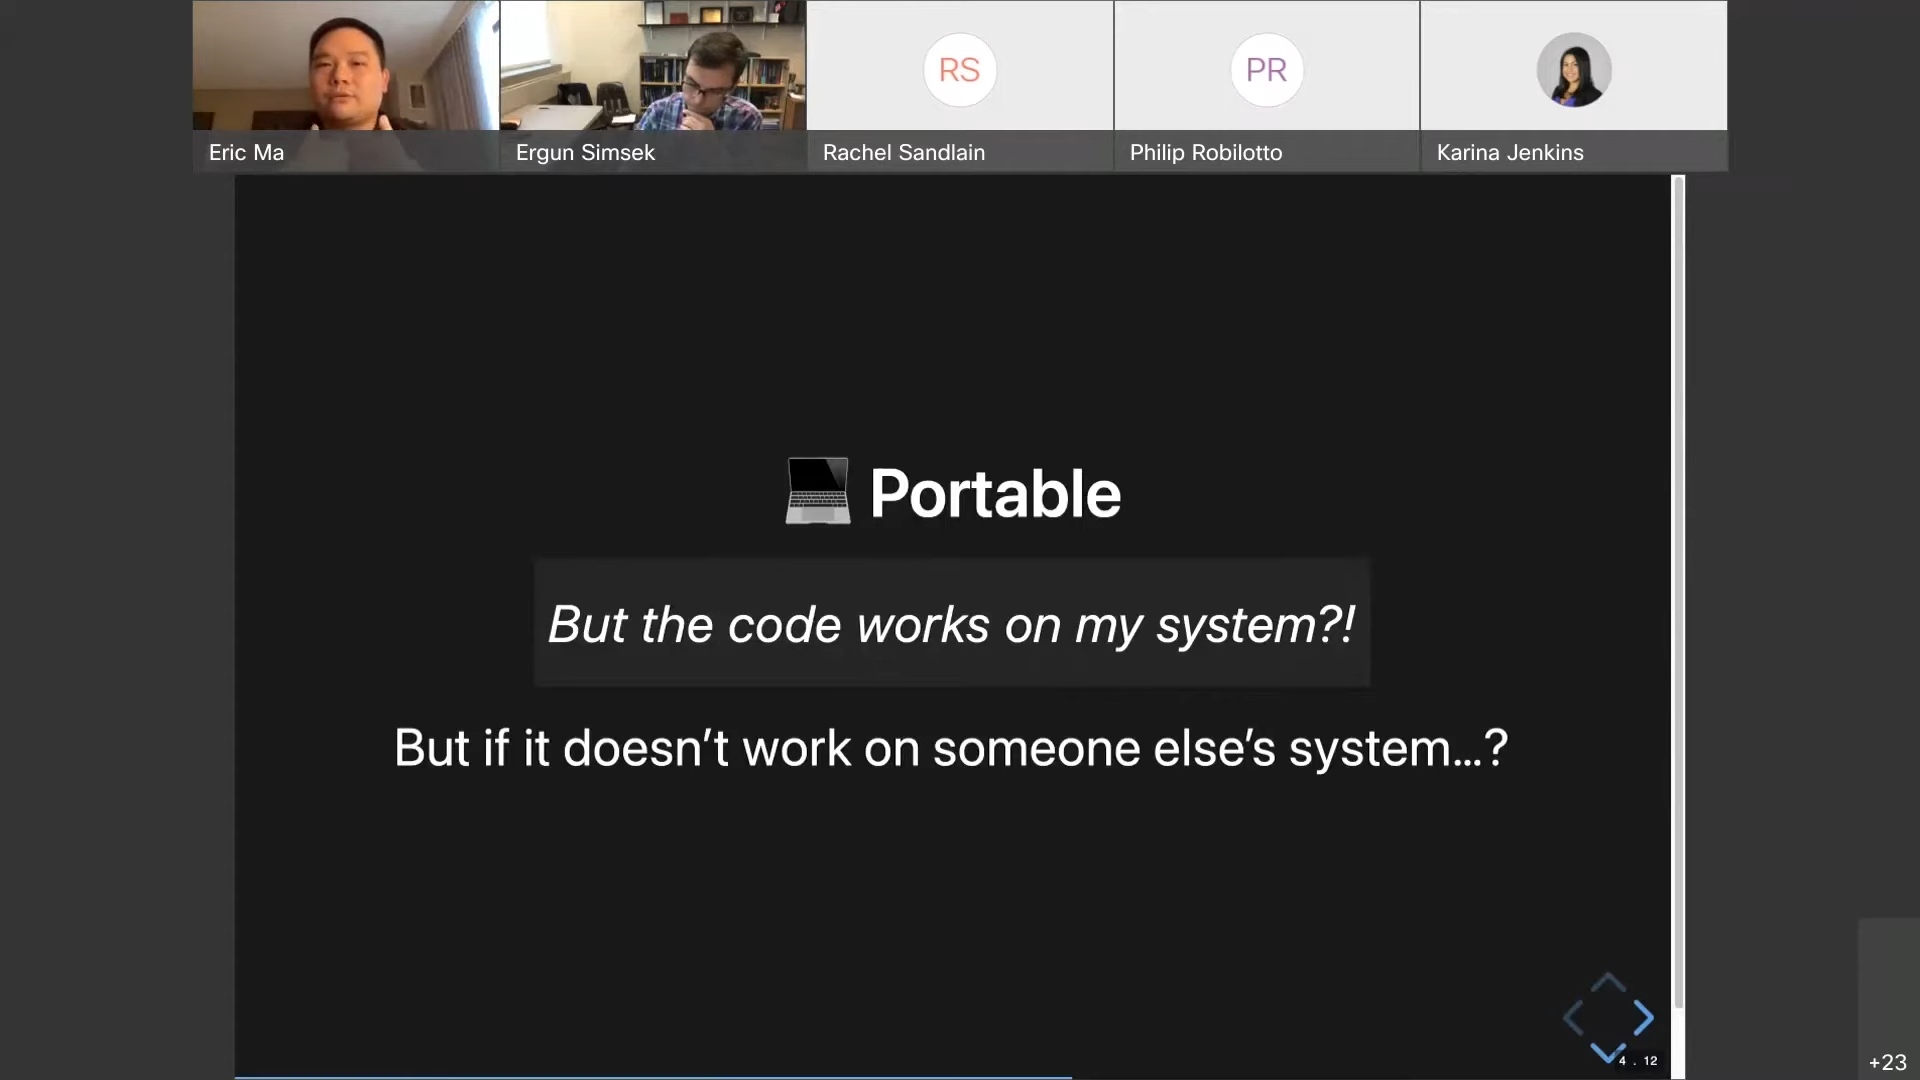 Eric Ma
Ergun Simsek
RS
Rachel Sandlain
PR
Philip Robilotto
Karina Jenkins
Portable
But the code works on my system?!
But if it doesn’t work on someone else’s system…?
4 . 12
+23